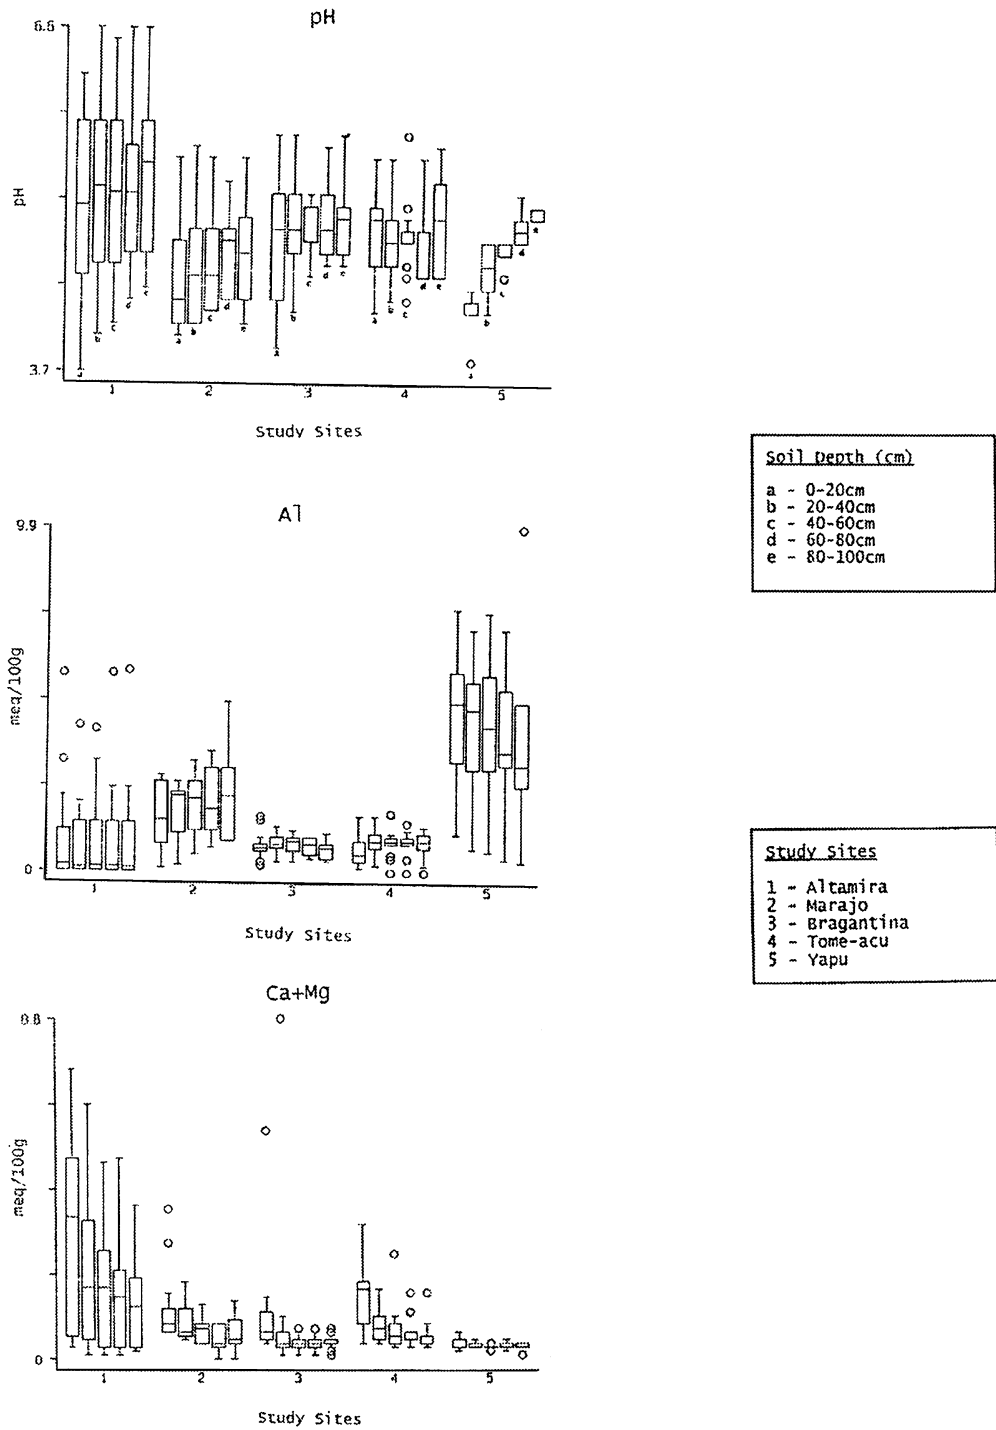 pH
6.6
pH
a b c d e a b c d e a b c d e a b c d e b c d e
3.7
1 2 3 4 5
Study Sites
Soil Depth (cm)
a - 0-20cm
b - 20-40cm
c - 40-60cm
d - 60-80cm
e - 80-100cm
Al
9.9
meq/100g
0
1 2 3 4 5
Study Sites
Study Sites
1 - Altamira
2 - Marajo
3 - Bragantina
4 - Tome-acu
5 - Yapu
Ca+Mg
8.8
meq/100g
0
1 2 3 4 5
Study Sites